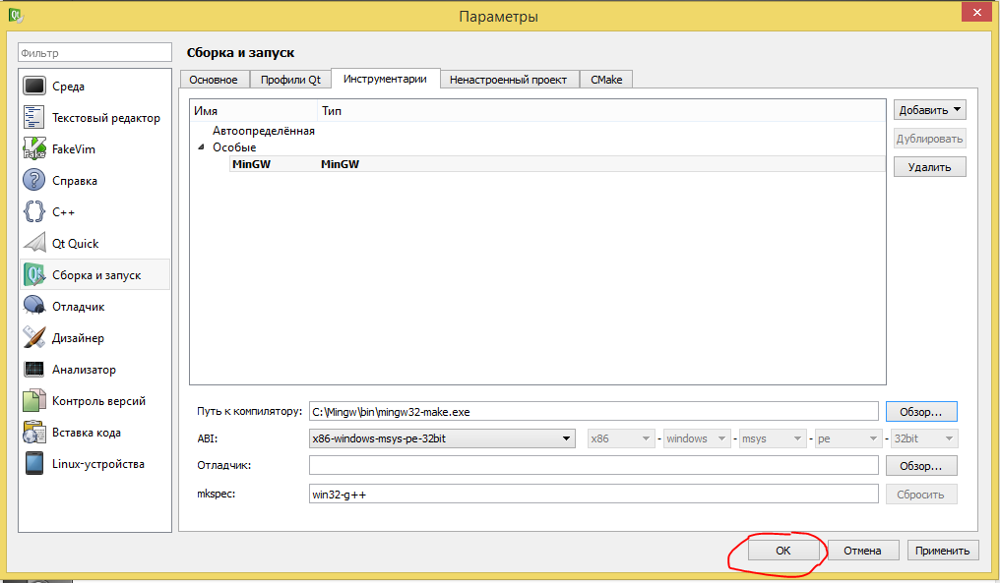 Параметры
Фильтр
Среда
Текстовый редактор
FakeVim
Справка
C++
Qt Quick
Сборка и запуск
Отладчик
Дизайнер
Анализатор
Контроль версий
Вставка кода
Linux-устройства
Сборка и запуск
Основное Профили Qt Инструментарии Ненастроенный проект CMake
Имя Тип
Автоопределённая
Особые
MinGW MinGW
Добавить
Дублировать
Удалить
Путь к компилятору: C:\Mingw\bin\mingw32-make.exe Обзор...
ABI: x86-windows-msys-pe-32bit x86 - windows - msys - pe - 32bit
Отладчик: Обзор...
mkspec: win32-g++ Сбросить
OK Отмена Применить